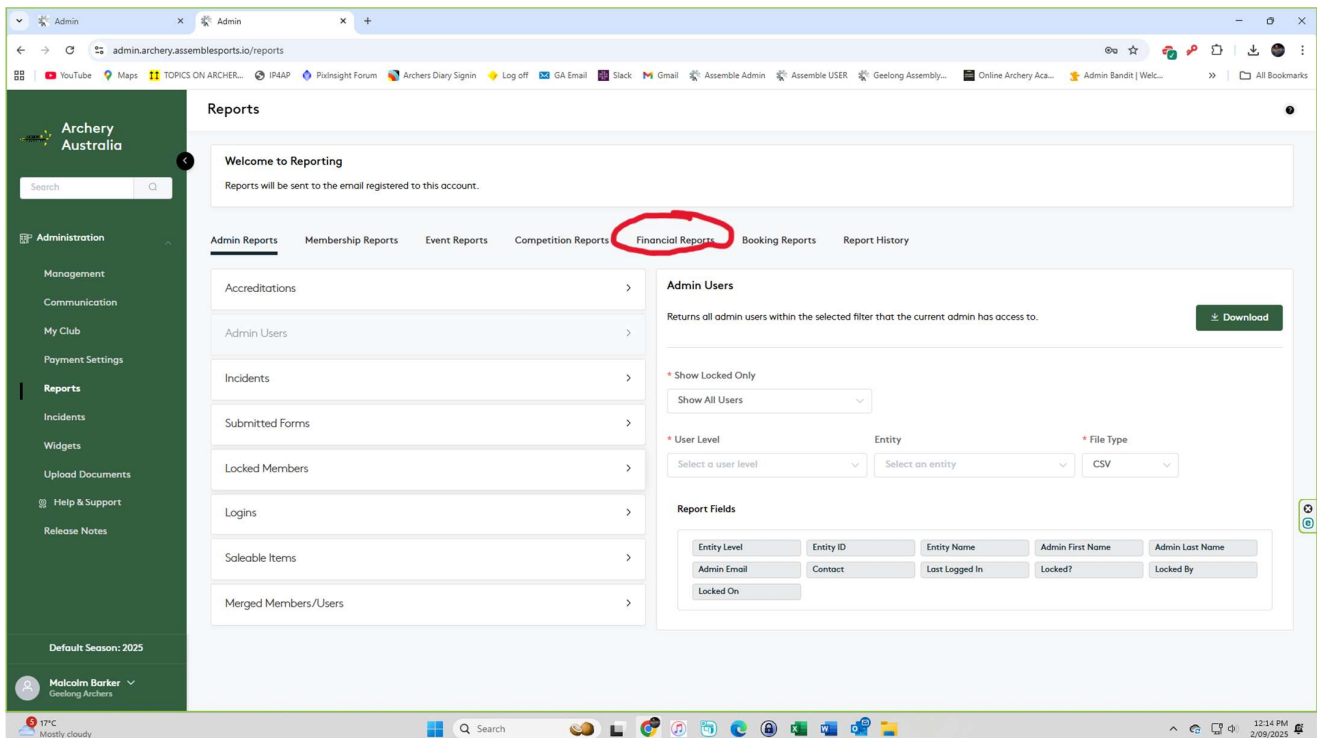 Admin
Admin
admin.archery.assemblesports.io/reports
YouTube Maps TOPICS ON ARCHER... IP4AP PixInsight Forum Archers Diary Signin Log off GA Email Slack Gmail Assemble Admin Assemble USER Geelong Assembly... Online Archery Aca... Admin Bandit | Welc... » All Bookmarks
Archery
Australia
Search
Administration
Management
Communication
My Club
Payment Settings
Reports
Incidents
Widgets
Upload Documents
Help & Support
Release Notes
Default Season: 2025
Malcolm Barker
Geelong Archers
Reports
Welcome to Reporting
Reports will be sent to the email registered to this account.
Admin Reports Membership Reports Event Reports Competition Reports Financial Reports Booking Reports Report History
Accreditations
Admin Users
Incidents
Submitted Forms
Locked Members
Logins
Saleable Items
Merged Members/Users
Admin Users
Returns all admin users within the selected filter that the current admin has access to.
Download
* Show Locked Only
Show All Users
* User Level Entity * File Type
Select a user level Select an entity CSV
Report Fields
Entity Level Entity ID Entity Name Admin First Name Admin Last Name
Admin Email Contact Last Logged In Locked? Locked By
Locked On
5 17°C
Mostly cloudy
Search
12:14 PM
2/09/2025